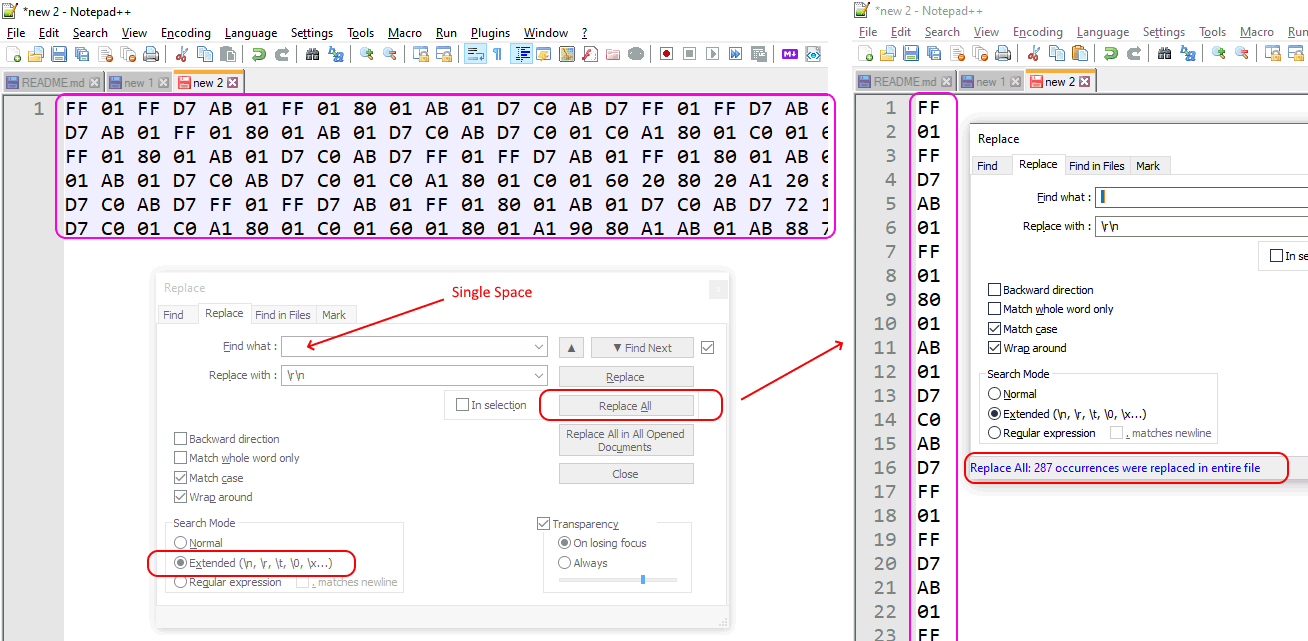 *new 2 - Notepad++
File Edit Search View Encoding Language Settings Tools Macro Run Plugins Window ?
README.md new 1 new 2
1 FF 01 FF D7 AB 01 FF 01 80 01 AB 01 D7 C0 AB D7 FF 01 FF D7 AB
D7 AB 01 FF 01 80 01 AB 01 D7 C0 AB D7 C0 01 C0 A1 80 01 C0 01
FF 01 80 01 AB 01 D7 C0 AB D7 FF 01 FF D7 AB 01 FF 01 80 01 AB
01 AB 01 D7 C0 AB D7 C0 01 C0 A1 80 01 C0 01 60 20 80 20 A1 20
D7 C0 AB D7 FF 01 FF D7 AB 01 FF 01 80 01 AB 01 D7 C0 AB D7 72
D7 C0 01 C0 A1 80 01 C0 01 60 01 80 01 A1 90 80 A1 AB 01 AB 88
Replace
Single Space
Find Replace Find in Files Mark
Find what :
▲ ▼ Find Next
Replace with : \r\n
Replace
In selection
Replace All
Replace All in All Opened
Documents
Close
Backward direction
Match whole word only
Match case
Wrap around
Search Mode
Normal
Extended (\n, \r, \t, \0, \x...)
Regular expression . matches newline
Transparency
On losing focus
Always
*new 2 - Notepad++
File Edit Search View Encoding Language Settings Tools Macro Run
README.md new 1 new 2
1 FF
2 01
3 FF
4 D7
5 AB
6 01
7 FF
8 01
9 80
10 01
11 AB
12 01
13 D7
14 C0
15 AB
16 D7
17 FF
18 01
19 FF
20 D7
21 AB
22 01
23 FF
Replace
Find Replace Find in Files Mark
Find what :
Replace with : \r\n
In se
Backward direction
Match whole word only
Match case
Wrap around
Search Mode
Normal
Extended (\n, \r, \t, \0, \x...)
Regular expression . matches newline
Replace All: 287 occurrences were replaced in entire file